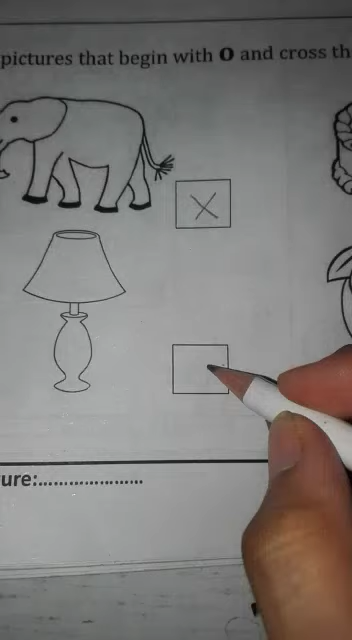 pictures that begin with O and cross th
ure:.....................